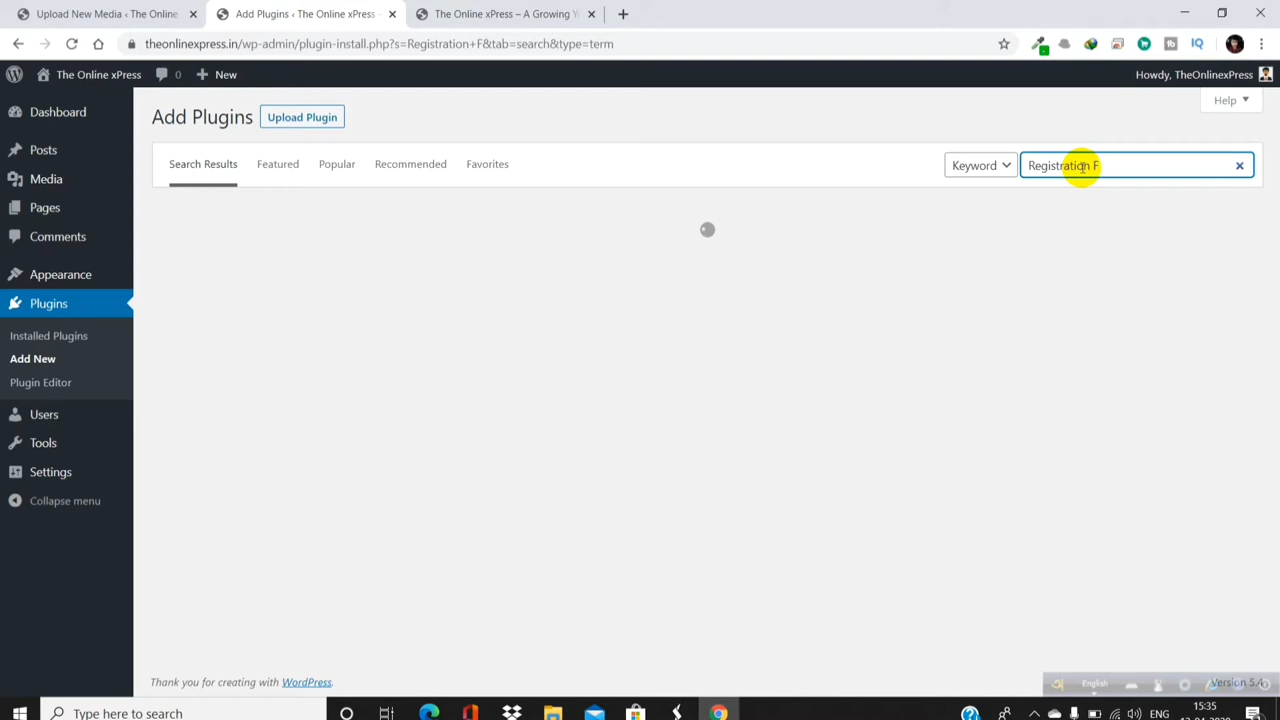 Upload New Media ‹ The Online
Add Plugins ‹ The Online xPress
The Online xPress – A Growing Yo
theonlinexpress.in/wp-admin/plugin-install.php?s=Registration+F&tab=search&type=term
The Online xPress
0
New
Howdy, TheOnlinexPress
Dashboard
Posts
Media
Pages
Comments
Appearance
Plugins
Installed Plugins
Add New
Plugin Editor
Users
Tools
Settings
Collapse menu
Help
Add Plugins
Upload Plugin
Search Results
Featured
Popular
Recommended
Favorites
Keyword
Registration F
Thank you for creating with WordPress.
English
Version 5.4
Type here to search
ENG
15:35